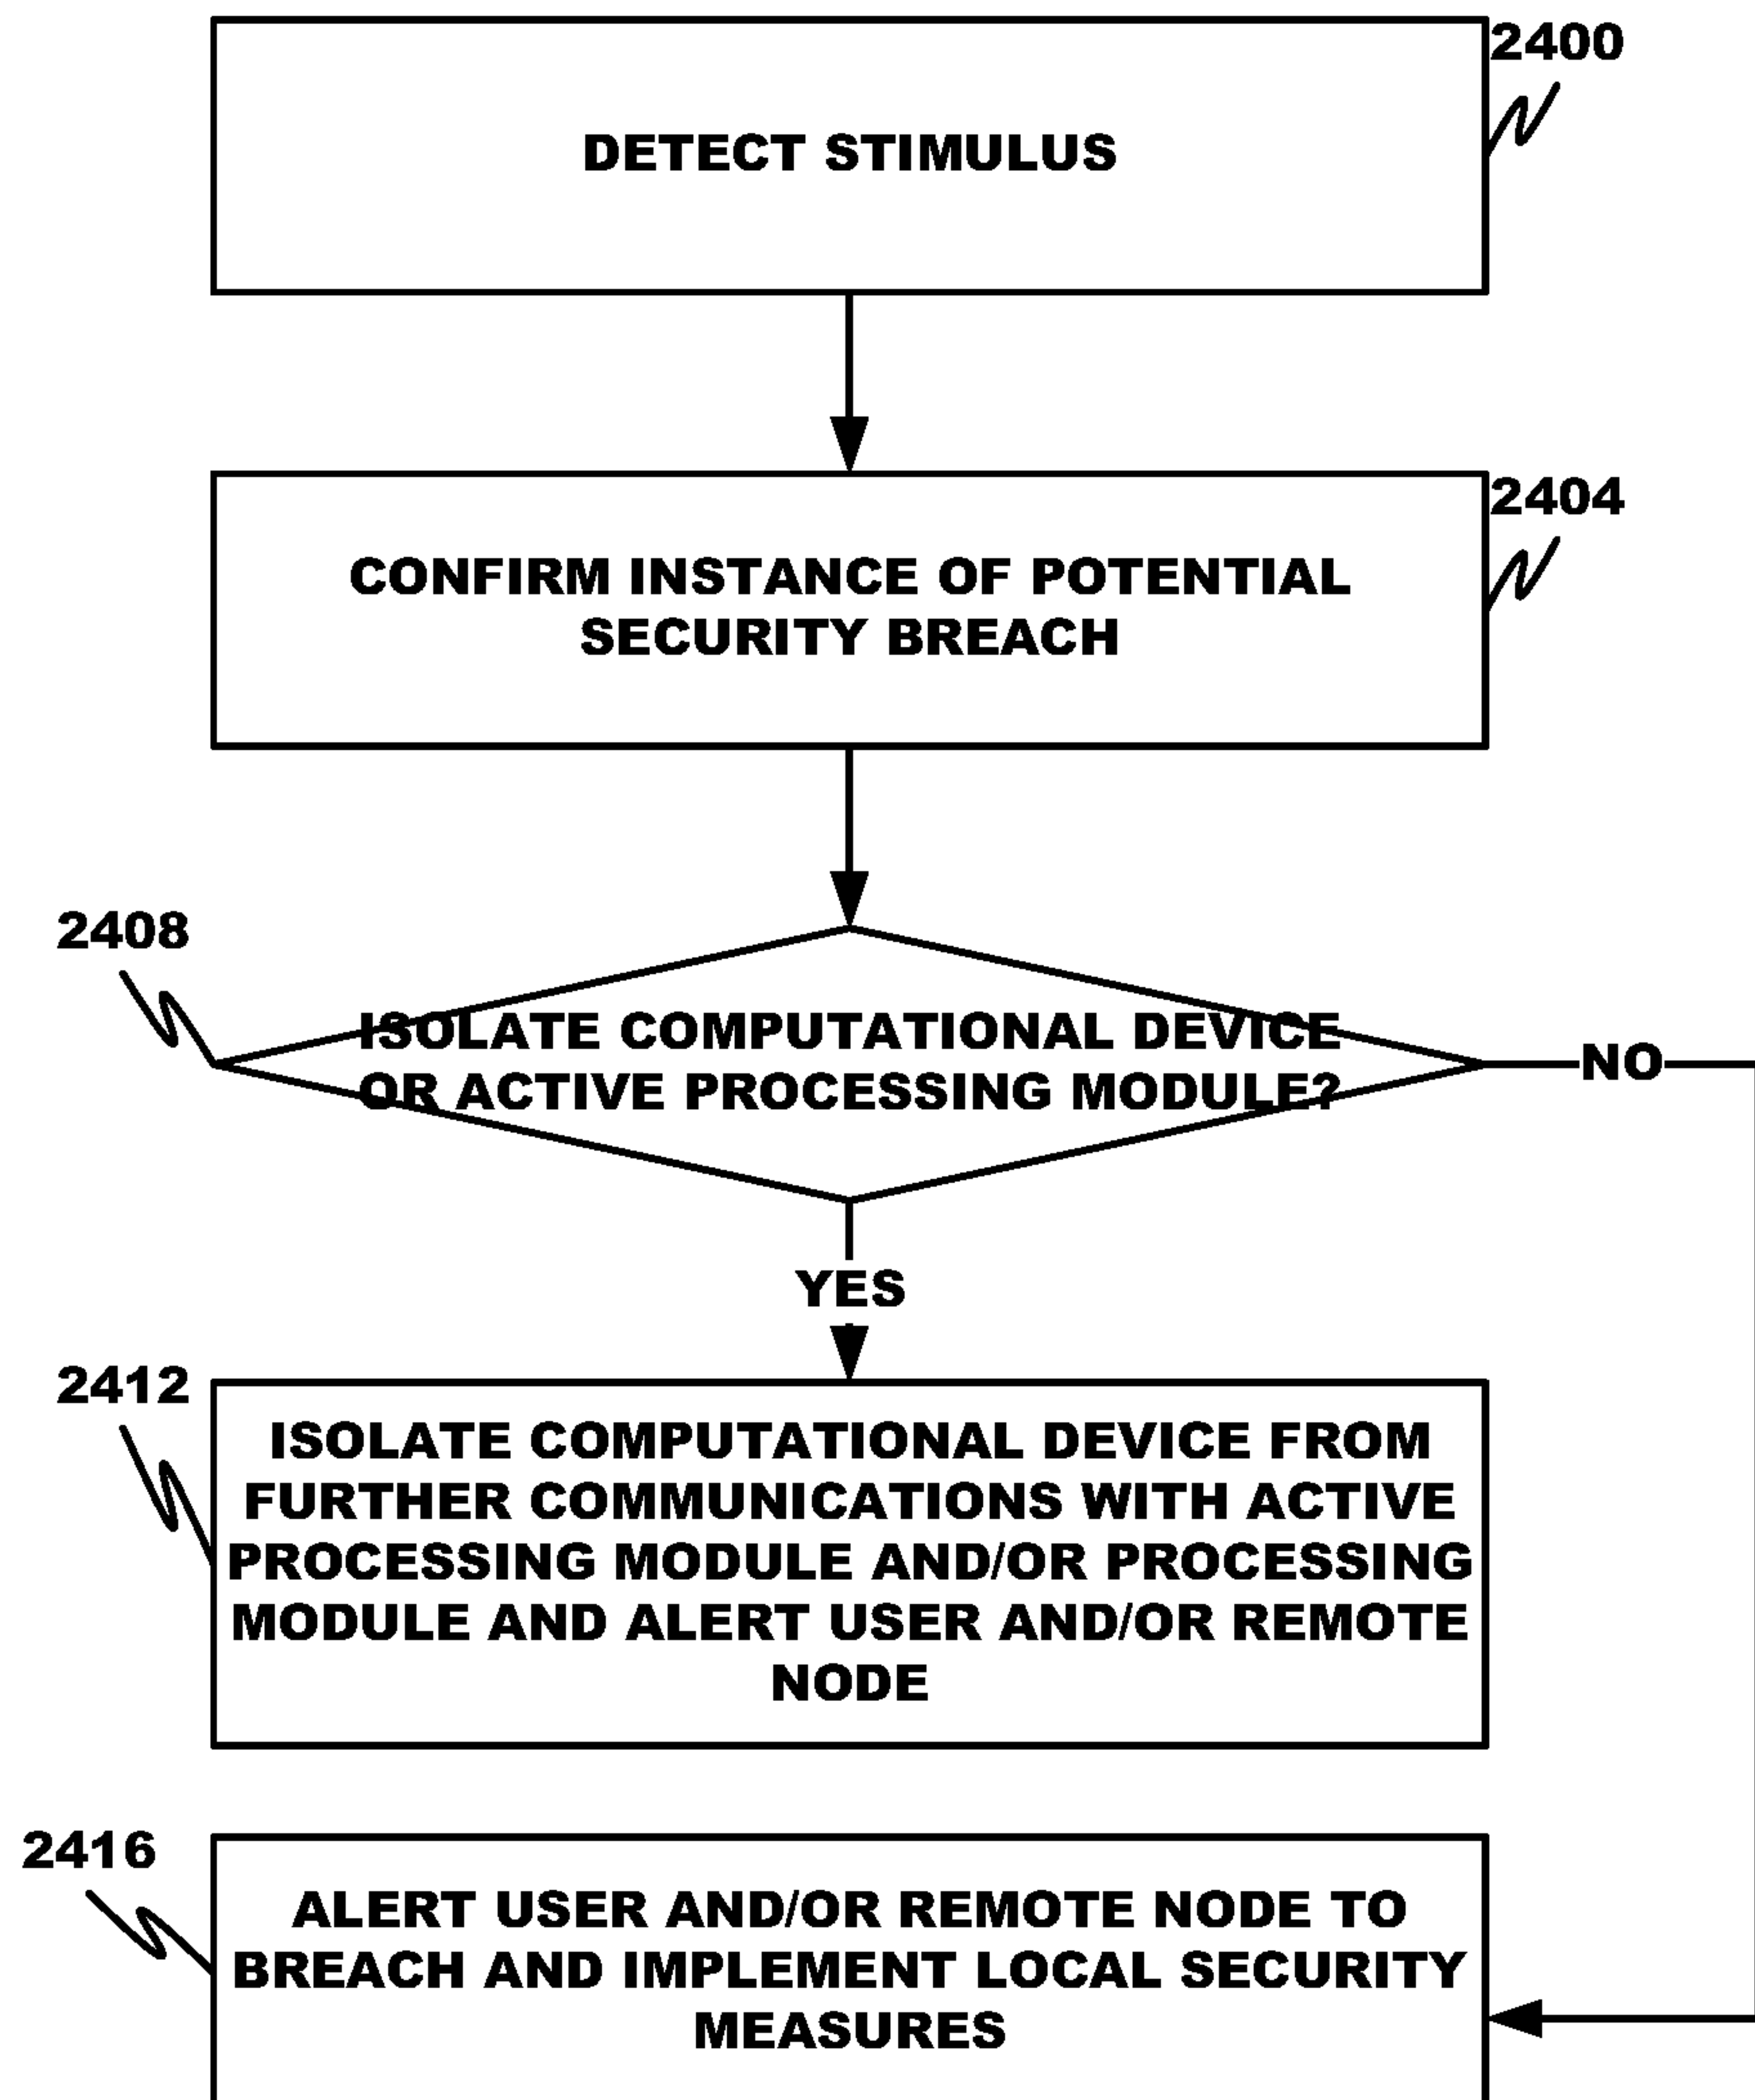 2400
DETECT STIMULUS
2404
CONFIRM INSTANCE OF POTENTIAL
SECURITY BREACH
2408
ISOLATE COMPUTATIONAL DEVICE
OR ACTIVE PROCESSING MODULE?
NO
YES
2412
ISOLATE COMPUTATIONAL DEVICE FROM
FURTHER COMMUNICATIONS WITH ACTIVE
PROCESSING MODULE AND/OR PROCESSING
MODULE AND ALERT USER AND/OR REMOTE
NODE
2416
ALERT USER AND/OR REMOTE NODE TO
BREACH AND IMPLEMENT LOCAL SECURITY
MEASURES